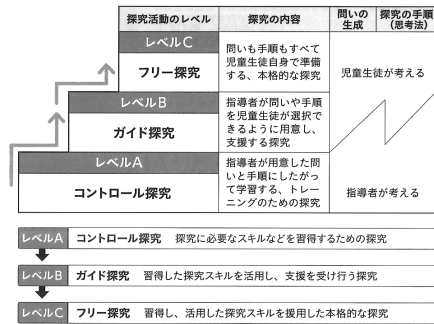 探究活動のレベル
探究の内容
問いの
生成
探究の手順
(思考法)
レベルC
フリー探究
問いも手順もすべて
児童生徒自身で準備
する、本格的な探究
児童生徒が考える
レベルB
ガイド探究
指導者が問いや手順
を児童生徒が選択で
きるように用意し、
支援する探究
レベルA
コントロール探究
指導者が用意した問
いと手順にしたがっ
て学習する、トレー
ニングのための探究
指導者が考える
レベルA コントロール探究 探究に必要なスキルなどを習得するための探究
レベルB ガイド探究 習得した探究スキルを活用し、支援を受け行う探究
レベルC フリー探究 習得し、活用した探究スキルを援用した本格的な探究